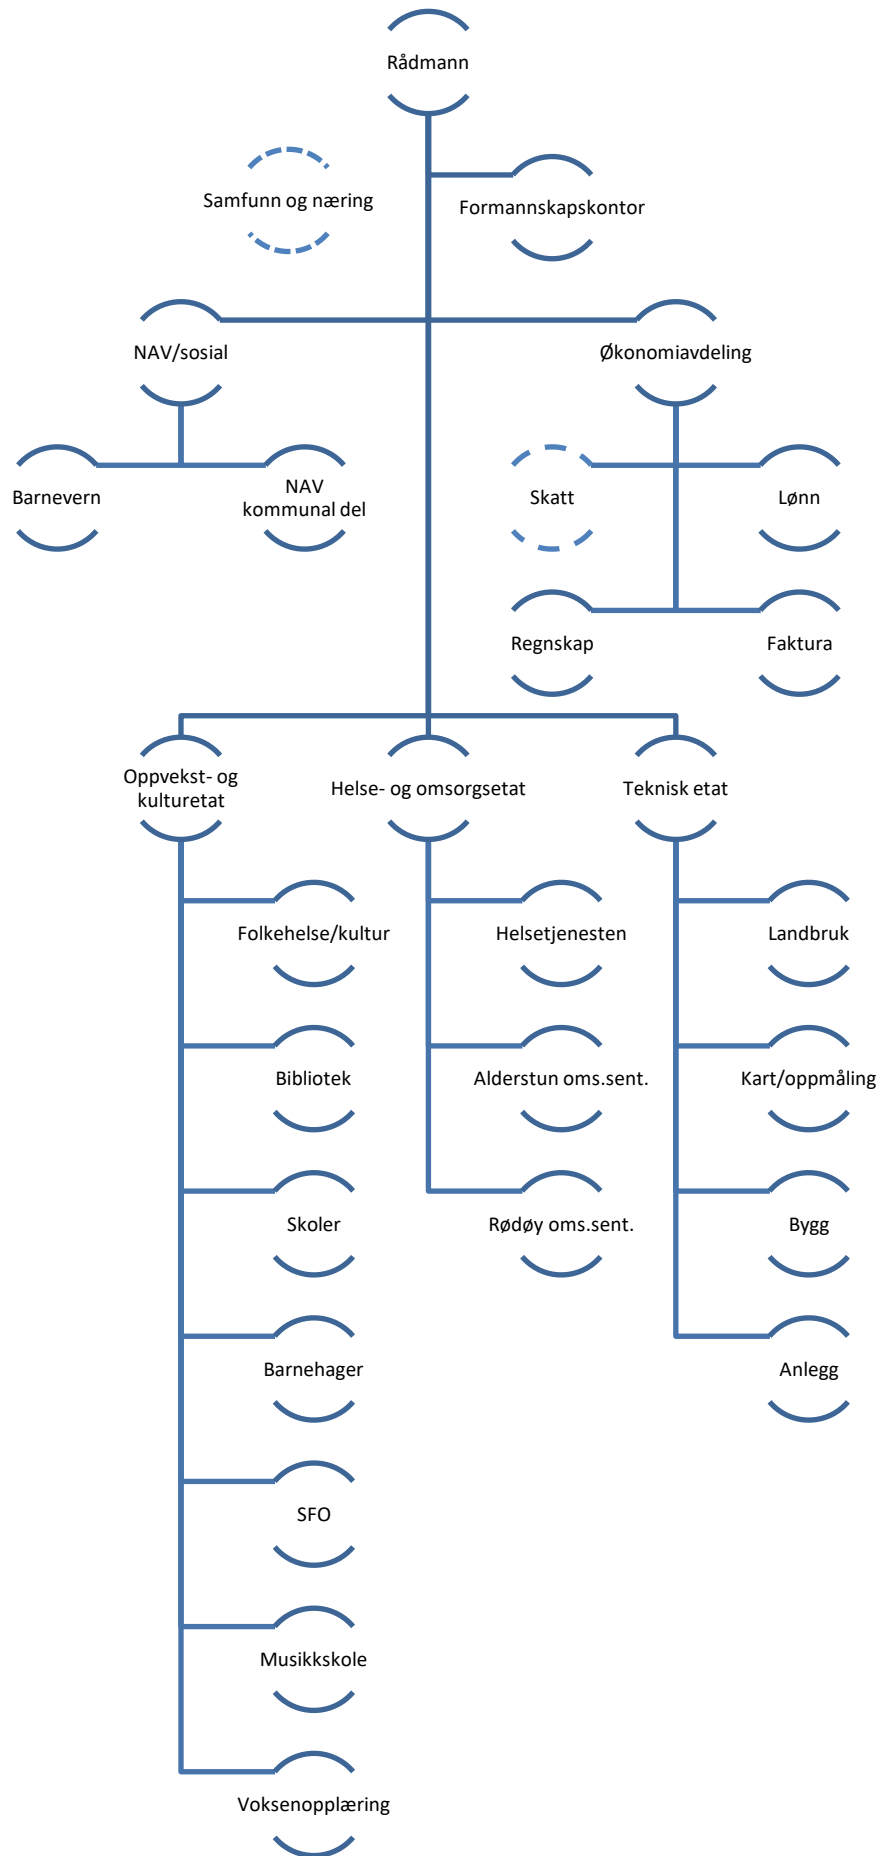 Rådmann
Samfunn og næring
Formannskapskontor
NAV/sosial
Økonomiavdeling
Barnevern
NAV
kommunal del
Skatt
Lønn
Regnskap
Faktura
Oppvekst- og
kulturetat
Helse- og omsorgsetat
Teknisk etat
Folkehelse/kultur
Helsetjenesten
Landbruk
Bibliotek
Alderstun oms.sent.
Kart/oppmåling
Skoler
Rødøy oms.sent.
Bygg
Barnehager
Anlegg
SFO
Musikkskole
Voksenopplæring